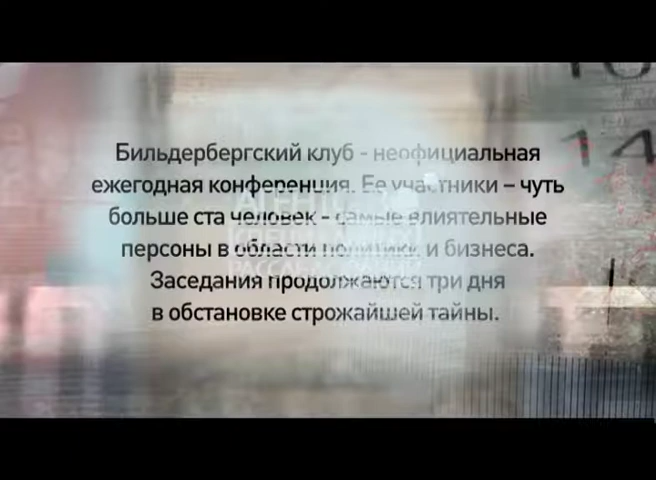 Бильдербергский клуб - неофициальная
ежегодная конференция. Ее участники – чуть
больше ста человек - самые влиятельные
персоны в области политики и бизнеса.
Заседания продолжаются три дня
в обстановке строжайшей тайны.
14